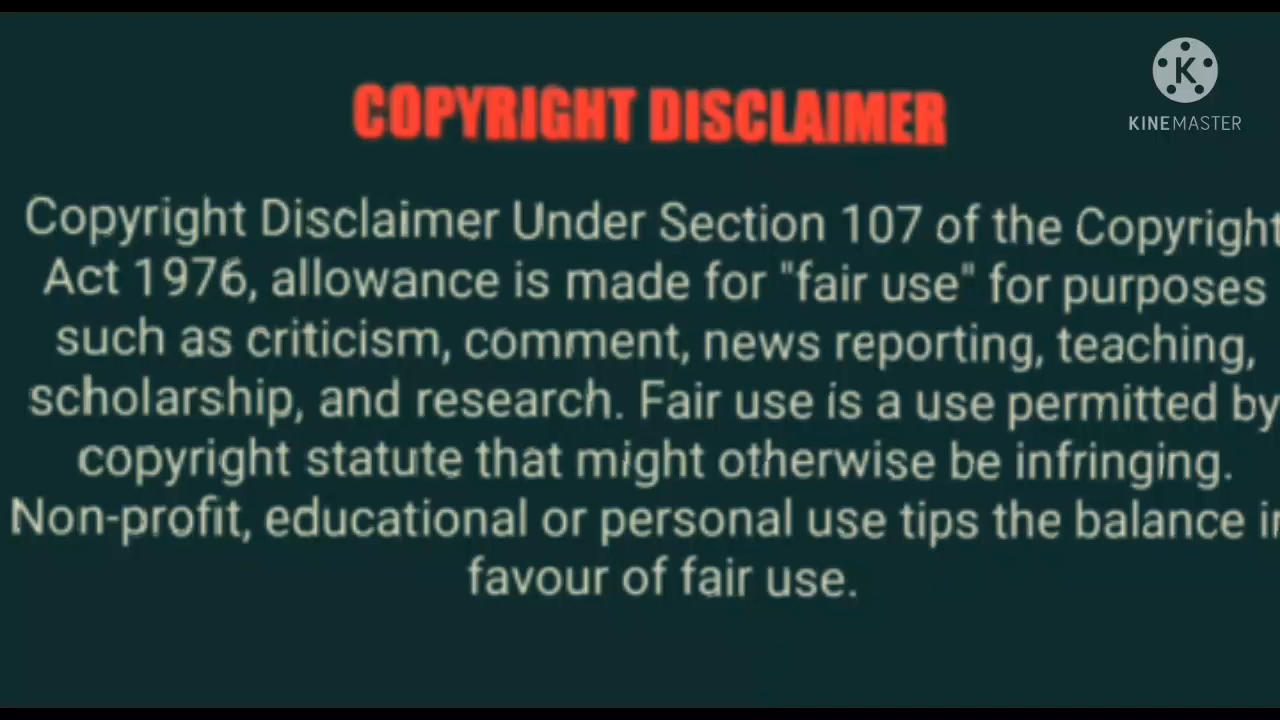 COPYRIGHT DISCLAIMER
K
KINEMASTER
Copyright Disclaimer Under Section 107 of the Copyright
Act 1976, allowance is made for "fair use" for purposes
such as criticism, comment, news reporting, teaching,
scholarship, and research. Fair use is a use permitted by
copyright statute that might otherwise be infringing.
Non-profit, educational or personal use tips the balance in
favour of fair use.